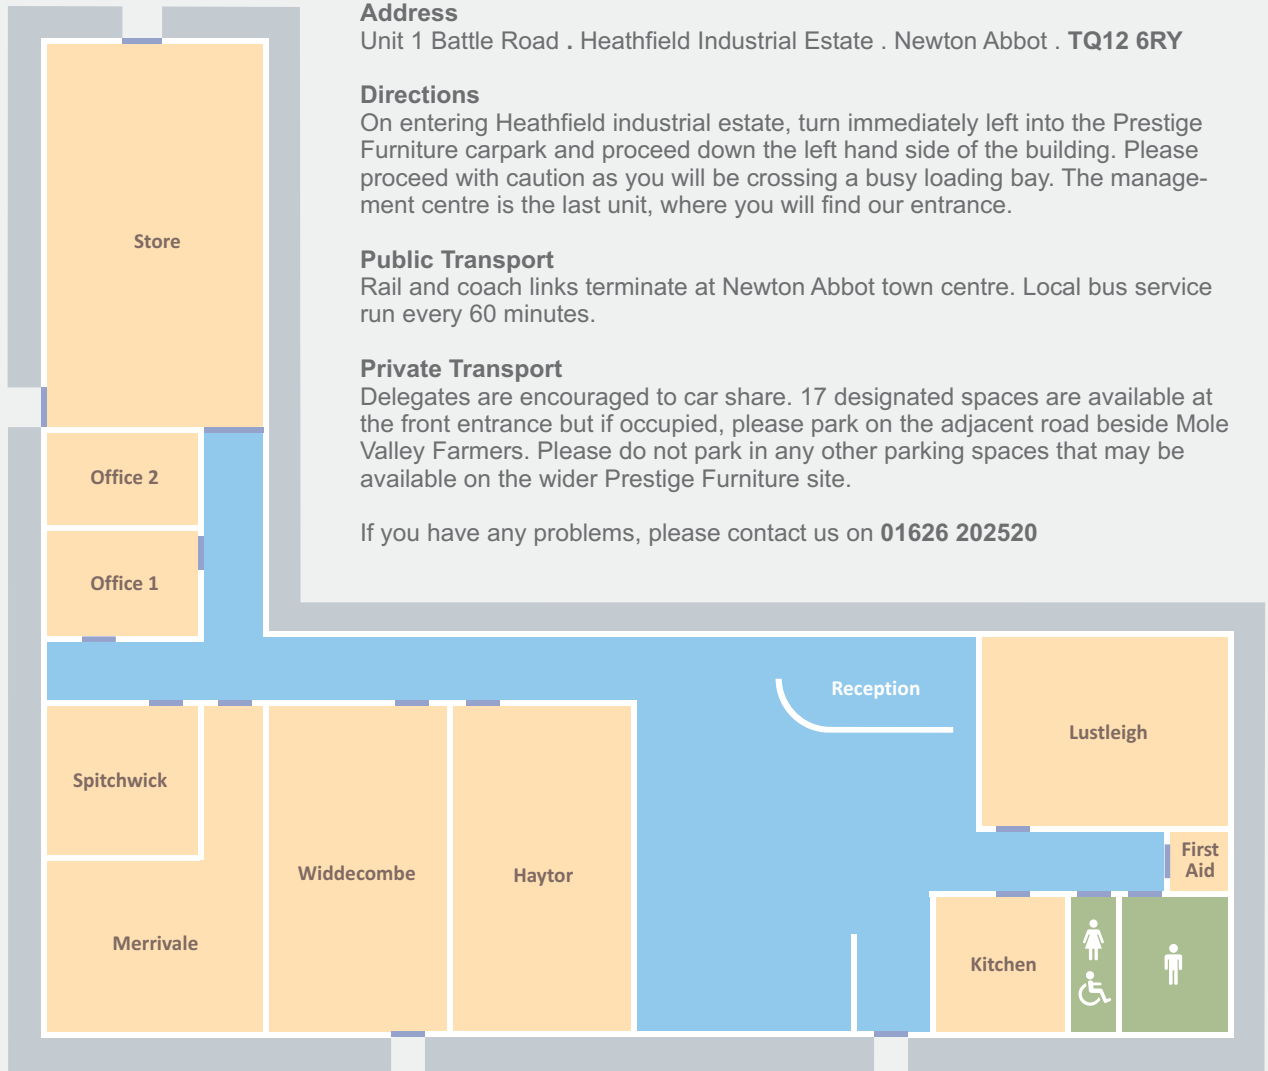 Address
Unit 1 Battle Road . Heathfield Industrial Estate . Newton Abbot . TQ12 6RY
Directions
On entering Heathfield industrial estate, turn immediately left into the Prestige
Furniture carpark and proceed down the left hand side of the building. Please
proceed with caution as you will be crossing a busy loading bay. The manage-
ment centre is the last unit, where you will find our entrance.
Public Transport
Rail and coach links terminate at Newton Abbot town centre. Local bus service
run every 60 minutes.
Private Transport
Delegates are encouraged to car share. 17 designated spaces are available at
the front entrance but if occupied, please park on the adjacent road beside Mole
Valley Farmers. Please do not park in any other parking spaces that may be
available on the wider Prestige Furniture site.
If you have any problems, please contact us on 01626 202520
Store
Office 2
Office 1
Reception
Lustleigh
Spitchwick
Widdecombe
Haytor
First
Aid
Merrivale
Kitchen